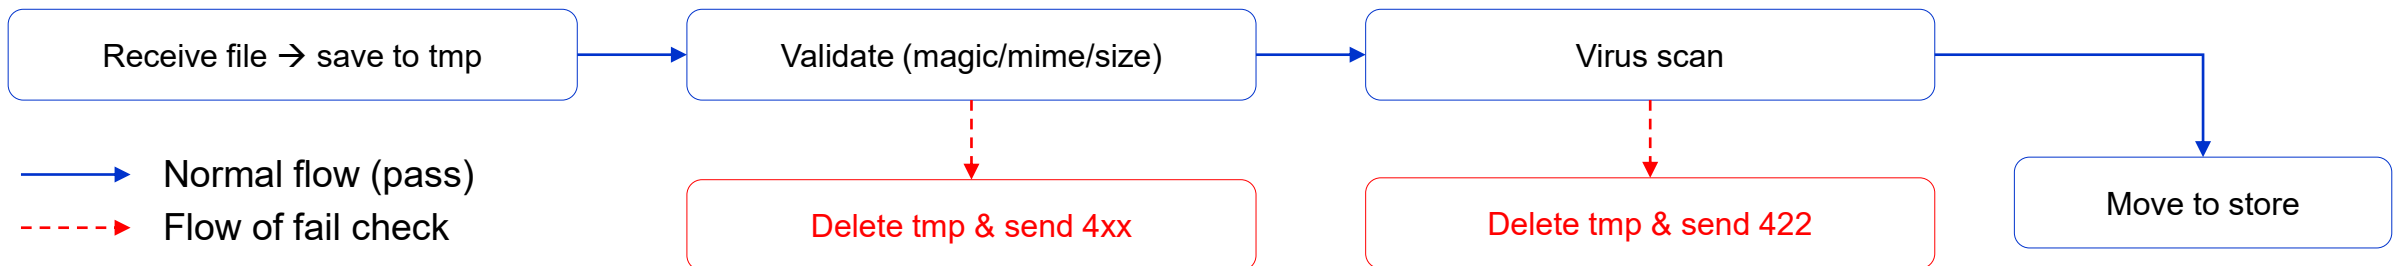 Receive file → save to tmp
Validate (magic/mime/size)
Virus scan
Normal flow (pass)
Flow of fail check
Delete tmp & send 4xx
Delete tmp & send 422
Move to store